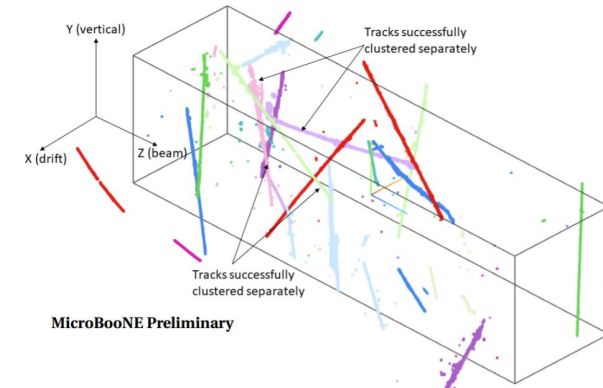 Y (vertical)
Tracks successfully
clustered separately
X (drift)
Z (beam)
Tracks successfully
clustered separately
MicroBooNE Preliminary